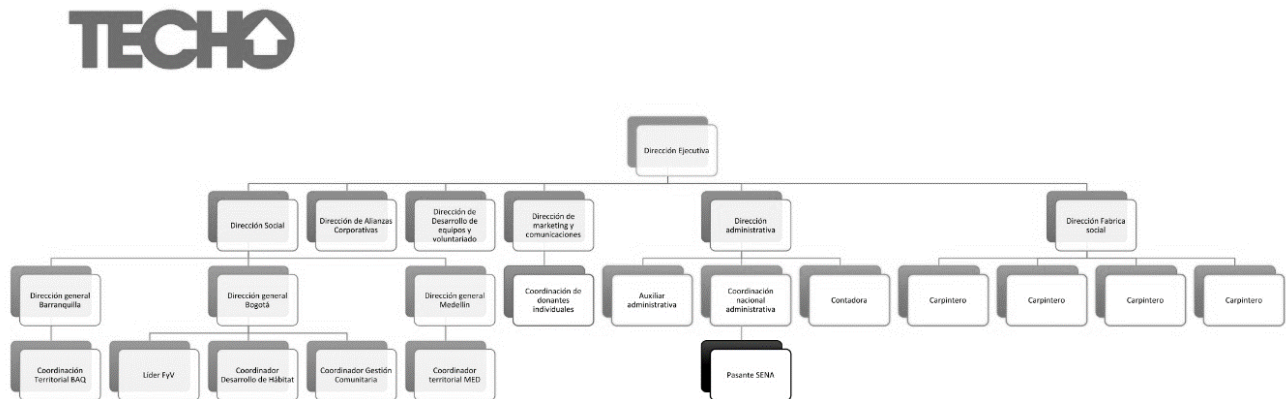 TECHO
Dirección Ejecutiva
Dirección Social
Dirección de Alianzas
Corporativas
Dirección de
Desarrollo de
equipos y
voluntariado
Dirección de
marketing y
comunicaciones
Dirección
administrativa
Dirección Fabrica
social
Dirección general
Barranquilla
Dirección general
Bogotá
Dirección general
Medellín
Coordinación de
donantes
individuales
Auxiliar
administrativa
Coordinación
nacional
administrativa
Contadora
Carpintero
Carpintero
Carpintero
Carpintero
Coordinación
Territorial BAQ
Líder FyV
Coordinador
Desarrollo de Hábitat
Coordinador Gestión
Comunitaria
Coordinador
territorial MED
Pasante SENA